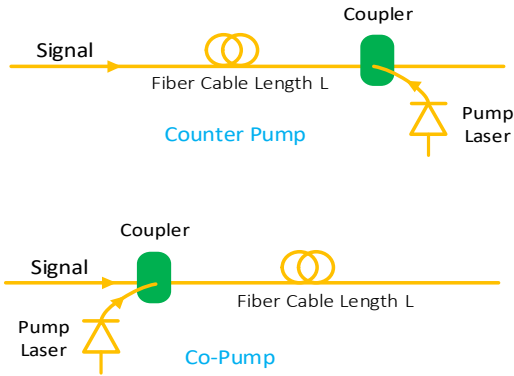 Coupler
Signal
Fiber Cable Length L
Counter Pump
Pump
Laser
Coupler
Signal
Fiber Cable Length L
Pump
Laser
Co-Pump